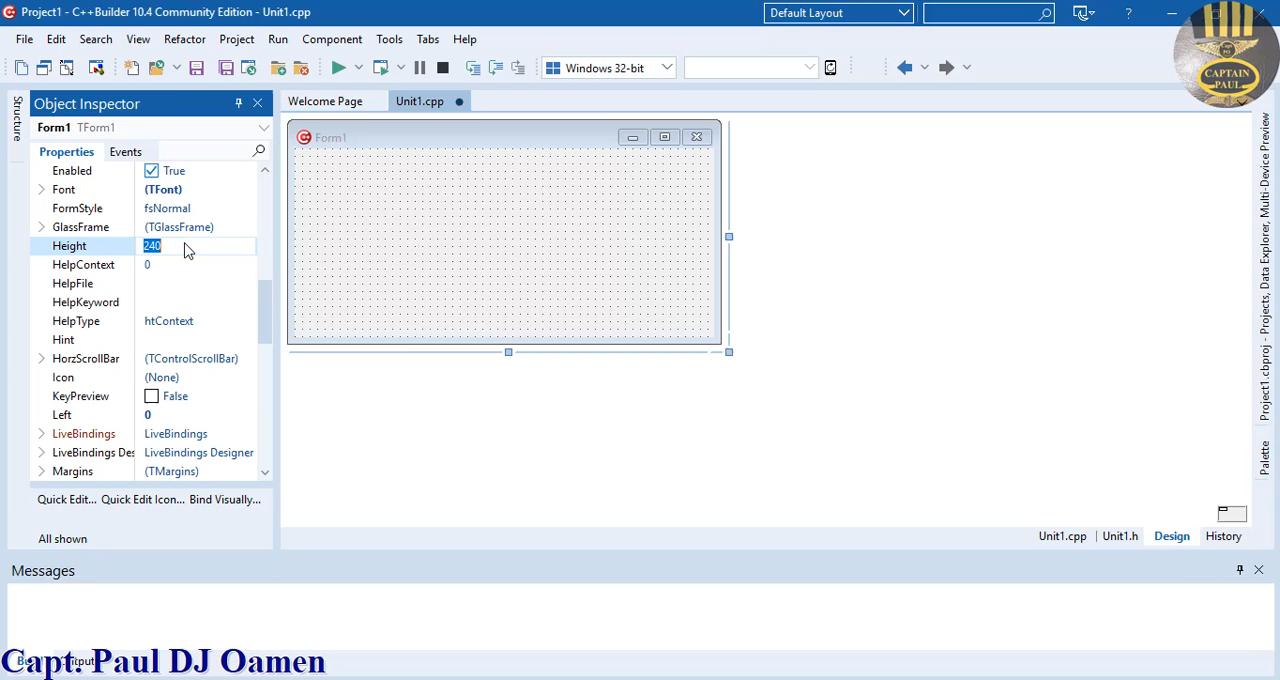 Project1 - C++Builder 10.4 Community Edition - Unit1.cpp
Default Layout
?
File Edit Search View Refactor Project Run Component Tools Tabs Help
Windows 32-bit
CAPTAIN
PAUL
Structure
Object Inspector
Form1 TForm1
Properties Events
Enabled True
Font (TFont)
FormStyle fsNormal
GlassFrame (TGlassFrame)
Height 240
HelpContext 0
HelpFile
HelpKeyword
HelpType htContext
Hint
HorzScrollBar (TControlScrollBar)
Icon (None)
KeyPreview False
Left 0
LiveBindings LiveBindings
LiveBindings Des LiveBindings Designer
Margins (TMargins)
Quick Edit... Quick Edit Icon... Bind Visually...
All shown
Welcome Page Unit1.cpp
Form1
Unit1.cpp Unit1.h Design History
Project1.cbproj - Projects, Data Explorer, Multi-Device Preview
Palette
Messages
Capt. Paul DJ Oamen